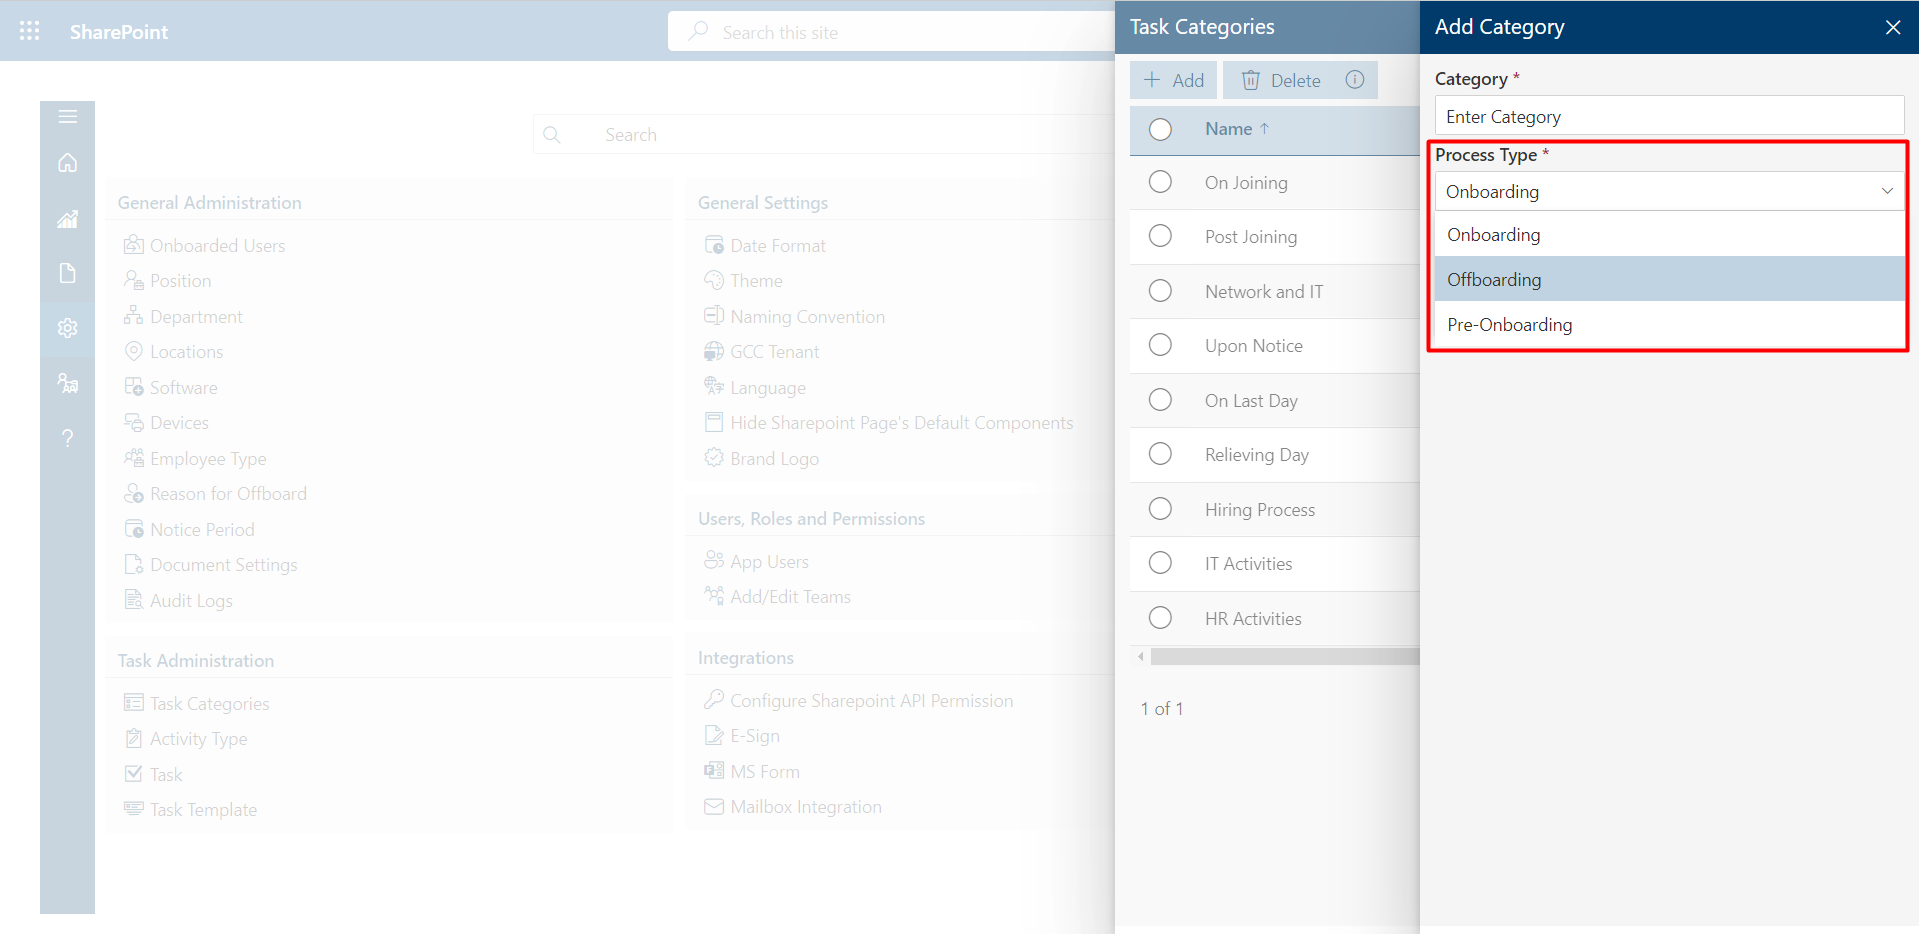 SharePoint
Search this site
Search
General Administration
Onboarded Users
Position
Department
Locations
Software
Devices
Employee Type
Reason for Offboard
Notice Period
Document Settings
Audit Logs
Task Administration
Task Categories
Activity Type
Task
Task Template
General Settings
Date Format
Theme
Naming Convention
GCC Tenant
Language
Hide Sharepoint Page's Default Components
Brand Logo
Users, Roles and Permissions
App Users
Add/Edit Teams
Integrations
Configure Sharepoint API Permission
E-Sign
MS Form
Mailbox Integration
Task Categories
Add Delete
Name ↑
On Joining
Post Joining
Network and IT
Upon Notice
On Last Day
Relieving Day
Hiring Process
IT Activities
HR Activities
1 of 1
Add Category
Category *
Enter Category
Process Type *
Onboarding
Onboarding
Offboarding
Pre-Onboarding